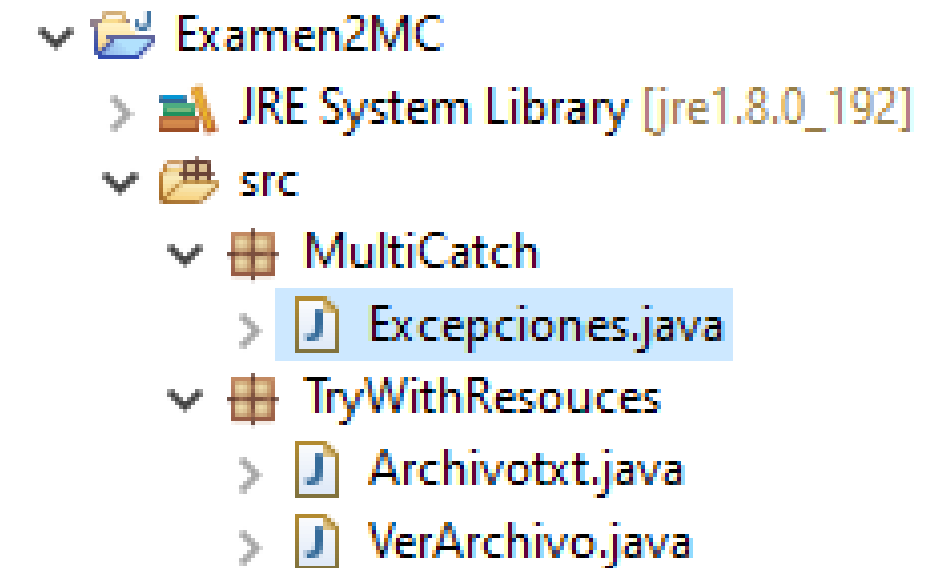 Examen2MC
JRE System Library [jre1.8.0_192]
src
MultiCatch
Excepciones.java
TryWithResouces
Archivotxt.java
VerArchivo.java